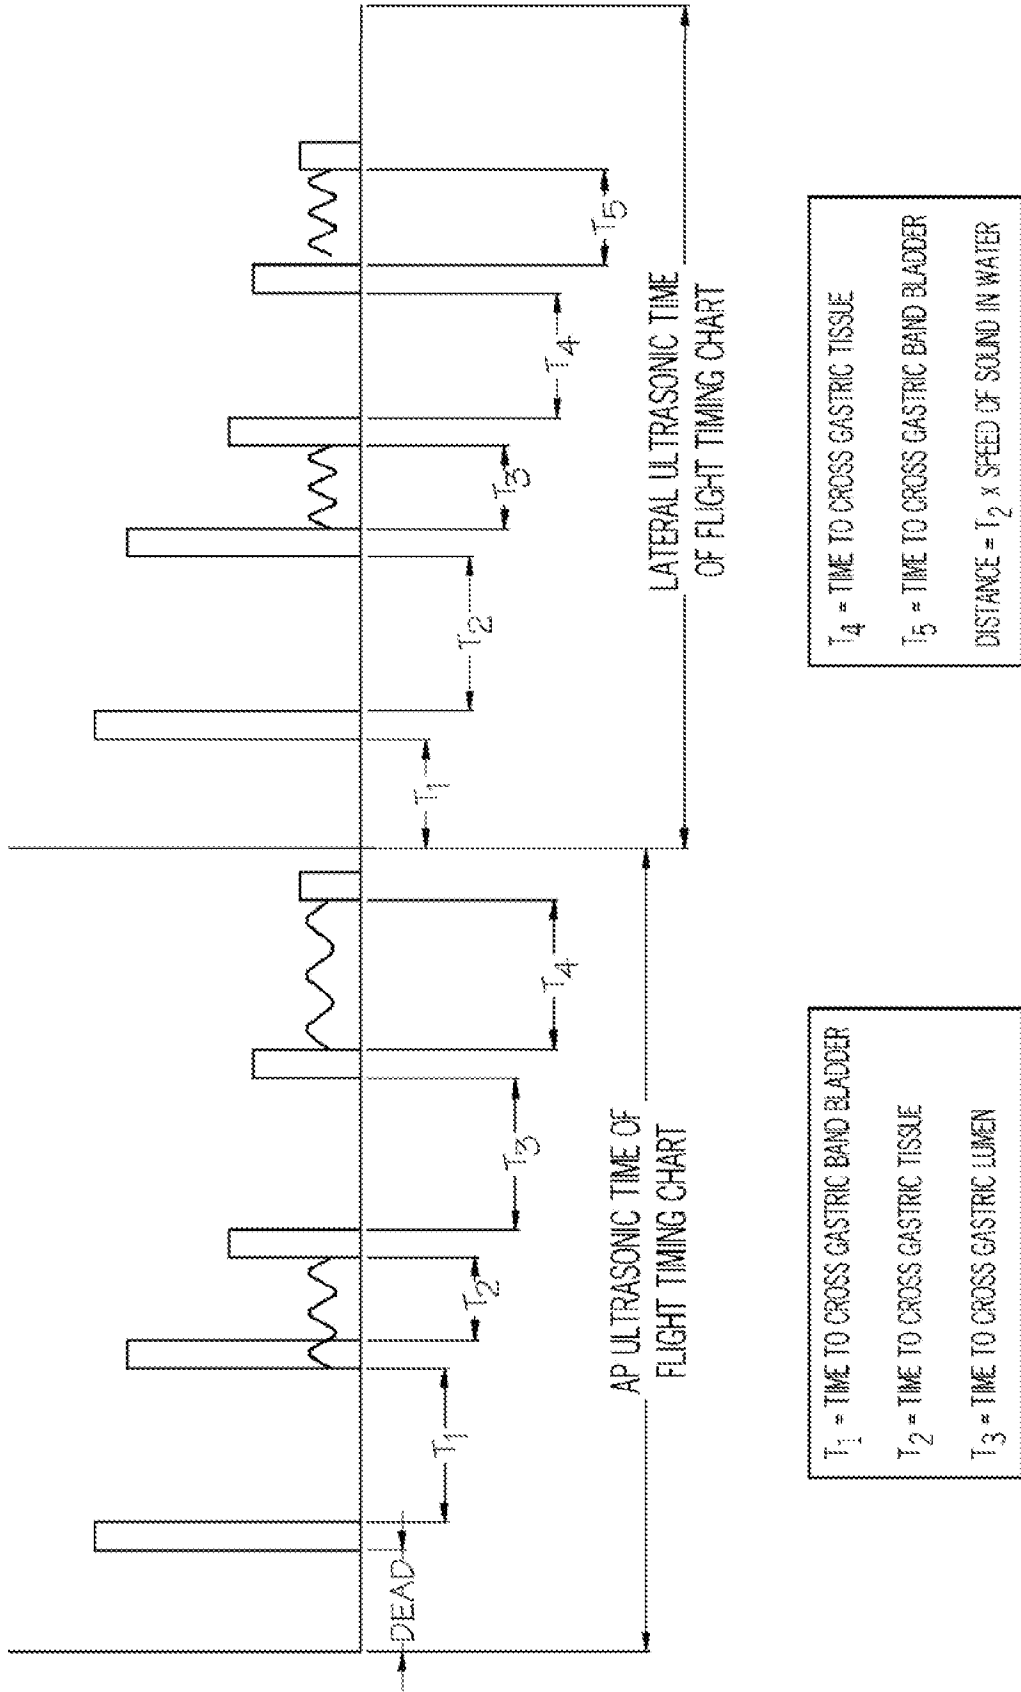 DEAD
T1
T2
T3
T4
AP ULTRASONIC TIME OF
FLIGHT TIMING CHART
T1
T2
T3
T4
T5
LATERAL ULTRASONIC TIME
OF FLIGHT TIMING CHART
T1 = TIME TO CROSS GASTRIC BAND BLADDER
T2 = TIME TO CROSS GASTRIC TISSUE
T3 = TIME TO CROSS GASTRIC LUMEN
T4 = TIME TO CROSS GASTRIC TISSUE
T5 = TIME TO CROSS GASTRIC BAND BLADDER
DISTANCE = T2 x SPEED OF SOUND IN WATER